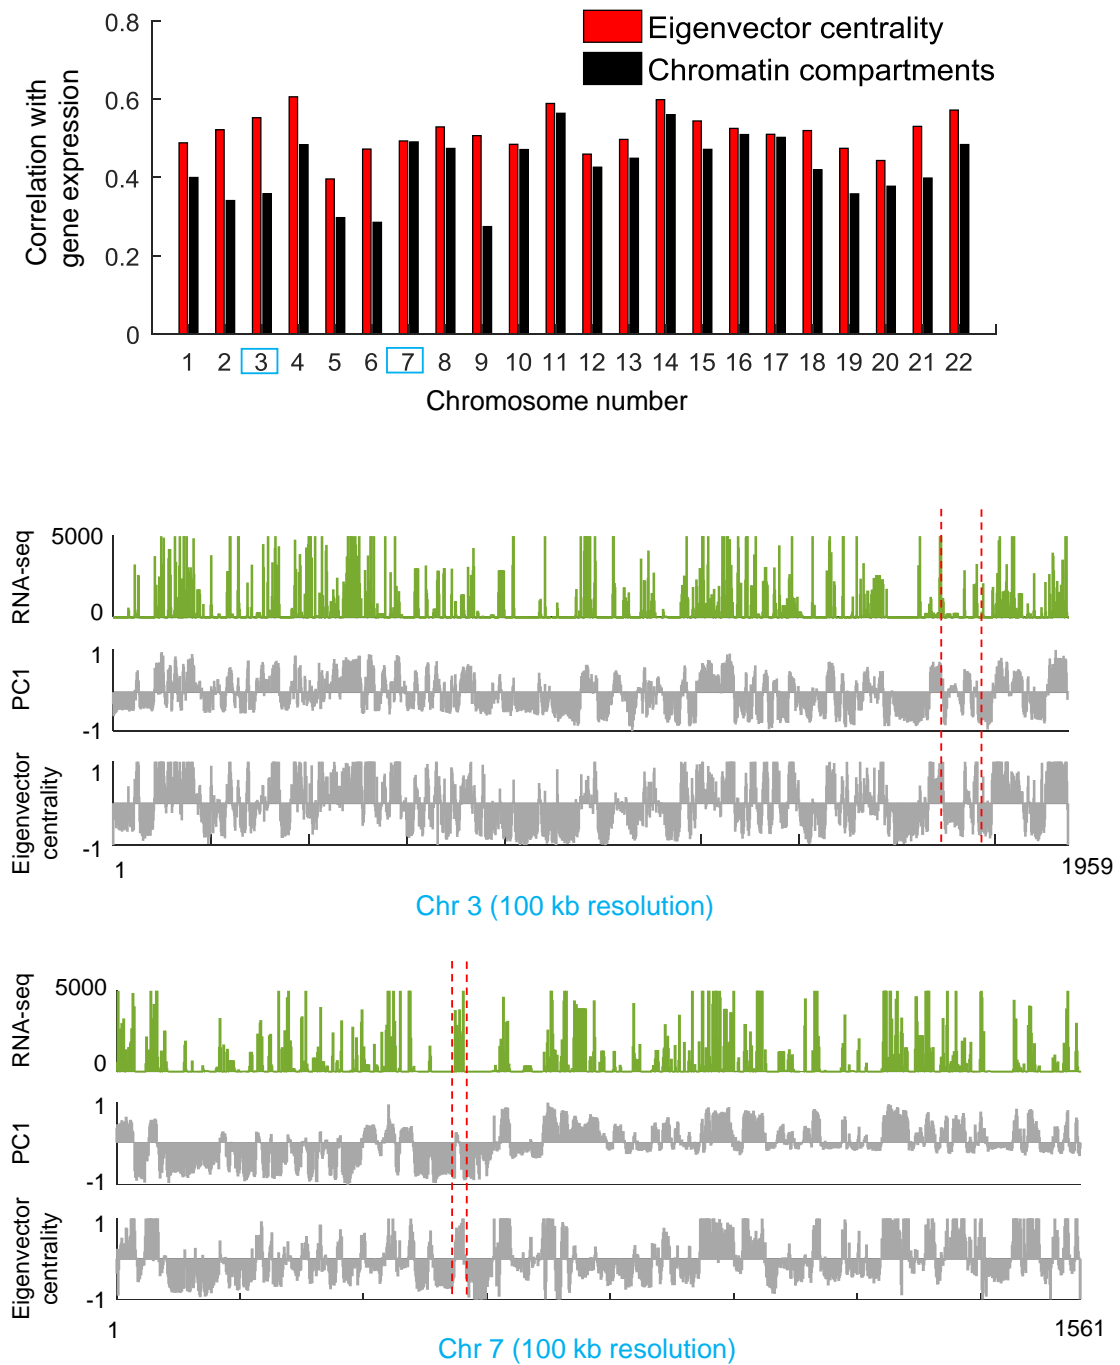 0.8
0.6
0.4
0.2
0
Correlation with
gene expression
Eigenvector centrality
Chromatin compartments
1 2 3 4 5 6 7 8 9 10 11 12 13 14 15 16 17 18 19 20 21 22
Chromosome number
RNA-seq
5000
0
PC1
1
-1
Eigenvector
centrality
1
-1
1
1959
Chr 3 (100 kb resolution)
RNA-seq
5000
0
PC1
1
-1
Eigenvector
centrality
1
-1
1
1561
Chr 7 (100 kb resolution)